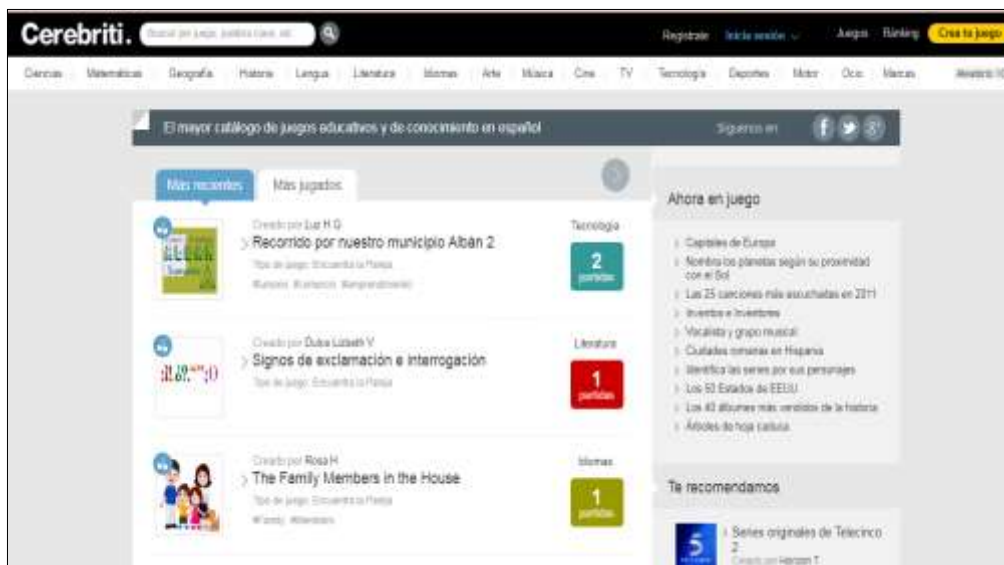 Cerebriti.
Regístrate Inicia sesión Juegos Ránking Crea tu juego
Ciencias Matemáticas Geografía Historia Lengua Literatura Idiomas Arte Música Cine TV Tecnología Deportes Motor Ocio Marcas
El mayor catálogo de juegos educativos y de conocimiento en español
Síguenos en
Más recientes Más jugados
Creado por Luz H G
Recorrido por nuestro municipio Albán 2
Tipo de juego: Encuentra la Pareja
Tecnología
2
partidas
Creado por Dulce Lizbeth V
Signos de exclamación e interrogación
Tipo de juego: Encuentra la Pareja
Literatura
1
partidas
Creado por Rosa H
The Family Members in the House
Tipo de juego: Encuentra la Pareja
#Family #Members
Idiomas
1
partidas
Ahora en juego
Capitales de Europa
Nombra los planetas según su proximidad
con el Sol
Las 25 canciones más escuchadas en 2011
Inventos e Inventores
Vocalista y grupo musical
Ciudades romanas en Hispania
Identifica las series por sus personajes
Los 50 Estados de EEUU
Los 40 álbumes más vendidos de la historia
Árboles de hoja caduca
Te recomendamos
Series originales de Telecinco
2
Creado por Horizon T
5